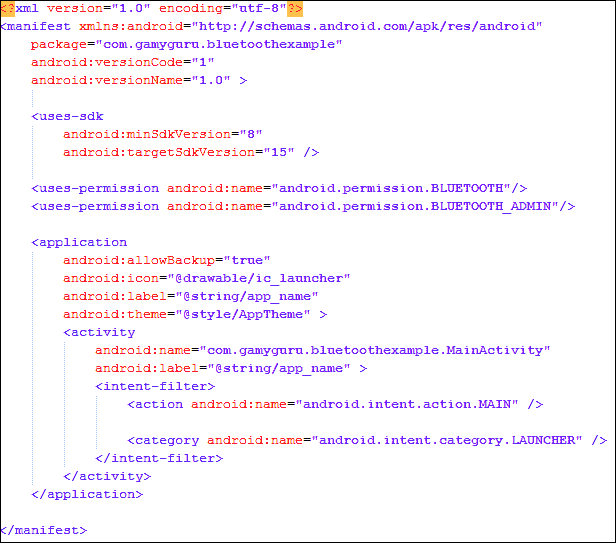 <?xml version="1.0" encoding="utf-8"?>
<manifest xmlns:android="http://schemas.android.com/apk/res/android"
    package="com.gamyguru.bluetoothexample"
    android:versionCode="1"
    android:versionName="1.0" >
    <uses-sdk
        android:minSdkVersion="8"
        android:targetSdkVersion="15" />
    <uses-permission android:name="android.permission.BLUETOOTH"/>
    <uses-permission android:name="android.permission.BLUETOOTH_ADMIN"/>
    <application
        android:allowBackup="true"
        android:icon="@drawable/ic_launcher"
        android:label="@string/app_name"
        android:theme="@style/AppTheme" >
        <activity
            android:name="com.gamyguru.bluetoothexample.MainActivity"
            android:label="@string/app_name" >
            <intent-filter>
                <action android:name="android.intent.action.MAIN" />
                <category android:name="android.intent.category.LAUNCHER" />
            </intent-filter>
        </activity>
    </application>
</manifest>